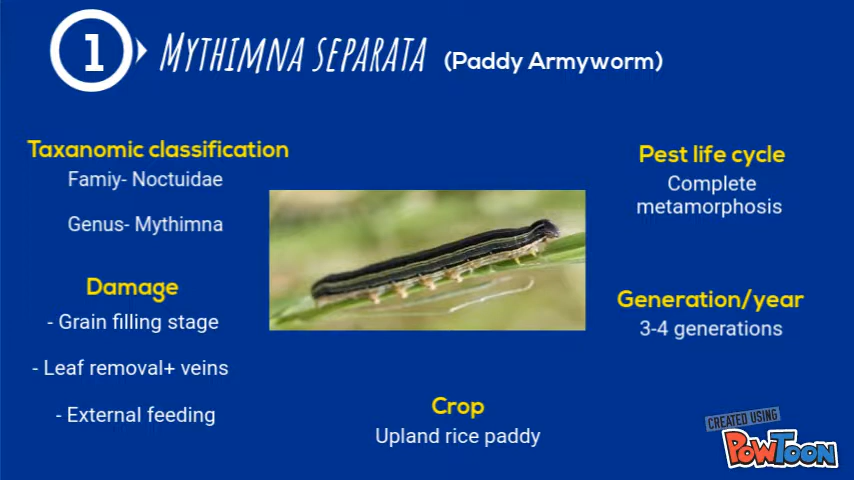 1 MYTHIMNA SEPARATA (Paddy Armyworm)
Taxanomic classification
Famiy- Noctuidae
Genus- Mythimna
Damage
- Grain filling stage
- Leaf removal+ veins
- External feeding
Pest life cycle
Complete
metamorphosis
Generation/year
3-4 generations
Crop
Upland rice paddy
CREATED USING
POWTOON